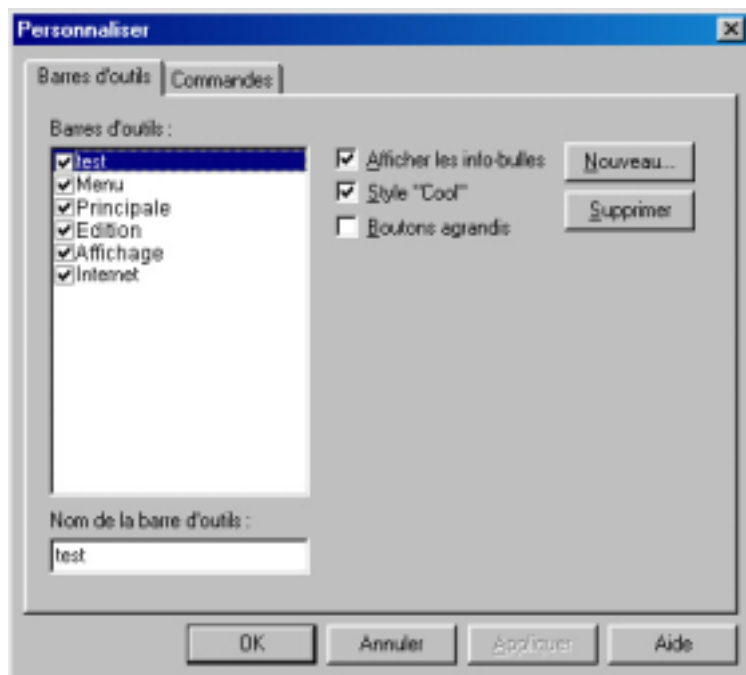 Personnaliser
Barres d'outils
Commandes
Barres d'outils :
test
Menu
Principale
Edition
Affichage
Internet
Afficher les info-bulles
Style "Cool"
Boutons agrandis
Nouveau...
Supprimer
Nom de la barre d'outils :
test
OK
Annuler
Appliquer
Aide